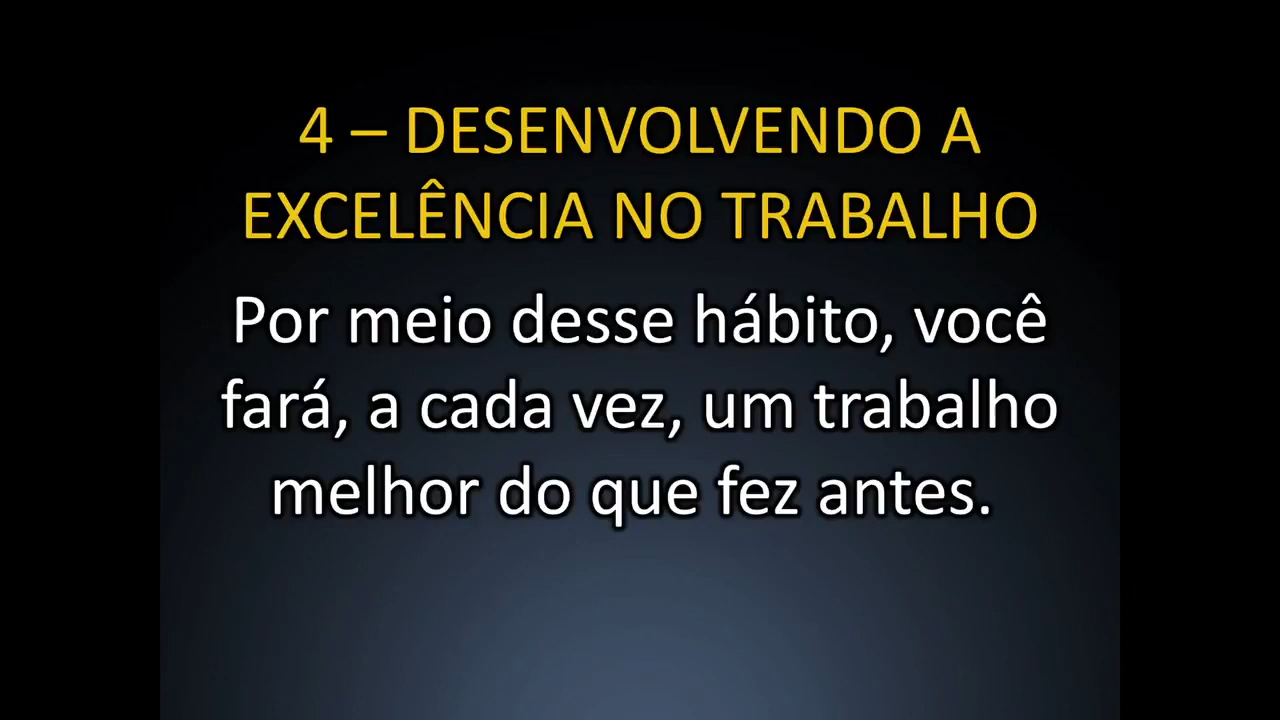 4 – DESENVOLVENDO A
EXCELÊNCIA NO TRABALHO
Por meio desse hábito, você
fará, a cada vez, um trabalho
melhor do que fez antes.